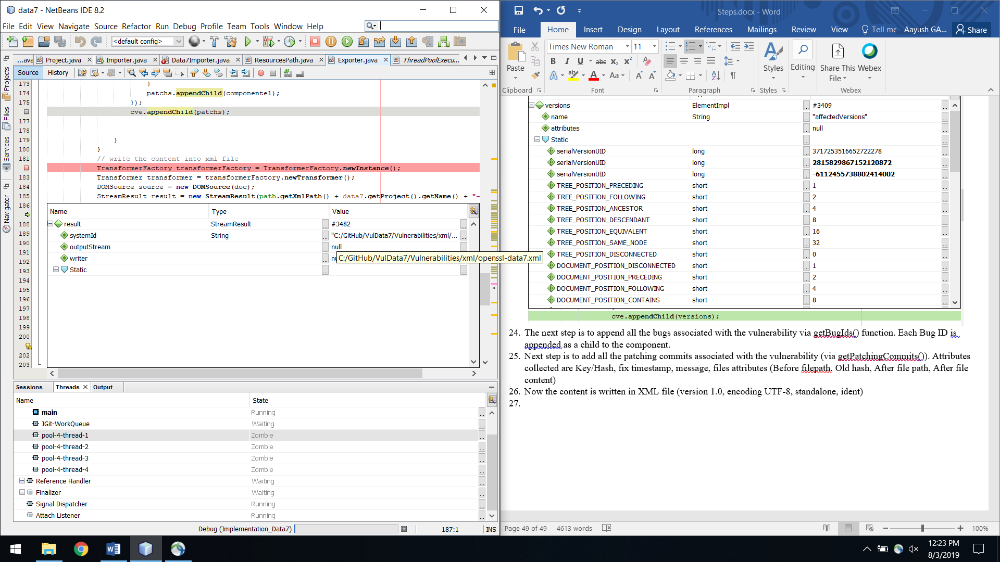 data7 - NetBeans IDE 8.2
File Edit View Navigate Source Refactor Run Debug Profile Team Tools Window Help
<default config>
...ava Project.java Importer.java Data7Importer.java ResourcesPath.java Exporter.java ThreadPoolExecu...
Source History
Projects
Files
Services
Navigator
173 }
174 patchs.appendChild(componentel);
175 });
cve.appendChild(patchs);
177
178
179 }
180 }
181 // write the content into xml file
TransformerFactory transformerFactory = TransformerFactory.newInstance();
183 Transformer transformer = transformerFactory.newTransformer();
184 DOMSource source = new DOMSource(doc);
185 StreamResult result = new StreamResult(path.getXmlPath() + data7.getProject().getName() + "-
186
188
189
190
191
192
193
194
195
196
197
198
199
200
202
203
Name Type Value
result StreamResult ... #3482 ...
systemId String ... "C:/GitHub/VulData7/Vulnerabilities/xml/... ...
outputStream ... null ...
writer ... nu
C:/GitHub/VulData7/Vulnerabilities/xml/openssl-data7.xml
Static ... ...
Sessions Threads Output
Name State
main Running ...
JGit-WorkQueue Waiting ...
pool-4-thread-1 Zombie ...
pool-4-thread-2 Zombie ...
pool-4-thread-3 Zombie ...
pool-4-thread-4 Zombie ...
Reference Handler Waiting ...
Finalizer Waiting ...
Signal Dispatcher Running ...
Attach Listener Running ...
Debug (Implementation_Data7) 187:1 INS
Steps.docx - Word
File Home Insert Design Layout References Mailings Review View Tell me Aayush GA... Share
Times New Roman 11
Paste
B I U abc x2 x2
A A Aa A A
Styles Editing Share This File Webex
Clipboard Font Paragraph Styles Webex
versions ElementImpl ... #3409 ...
name String ... "affectedVersions" ...
attributes ... null ...
Static ... ...
serialVersionUID long ... 3717253516652722278 ...
serialVersionUID long ... 2815829867152120872 ...
serialVersionUID long ... -6112455738802414002 ...
TREE_POSITION_PRECEDING short ... 1 ...
TREE_POSITION_FOLLOWING short ... 2 ...
TREE_POSITION_ANCESTOR short ... 4 ...
TREE_POSITION_DESCENDANT short ... 8 ...
TREE_POSITION_EQUIVALENT short ... 16 ...
TREE_POSITION_SAME_NODE short ... 32 ...
TREE_POSITION_DISCONNECTED short ... 0 ...
DOCUMENT_POSITION_DISCONNECTED short ... 1 ...
DOCUMENT_POSITION_PRECEDING short ... 2 ...
DOCUMENT_POSITION_FOLLOWING short ... 4 ...
DOCUMENT_POSITION_CONTAINS short ... 8 ...
cve.appendChild(versions);
24. The next step is to append all the bugs associated with the vulnerability via getBugIds() function. Each Bug ID is
appended as a child to the component.
25. Next step is to add all the patching commits associated with the vulnerability (via getPatchingCommits()). Attributes
collected are Key/Hash, fix timestamp, message, files attributes (Before filepath, Old hash, After file path, After file
content)
26. Now the content is written in XML file (version 1.0, encoding UTF-8, standalone, ident)
27.
Page 49 of 49 4613 words 100%
12:23 PM
8/3/2019